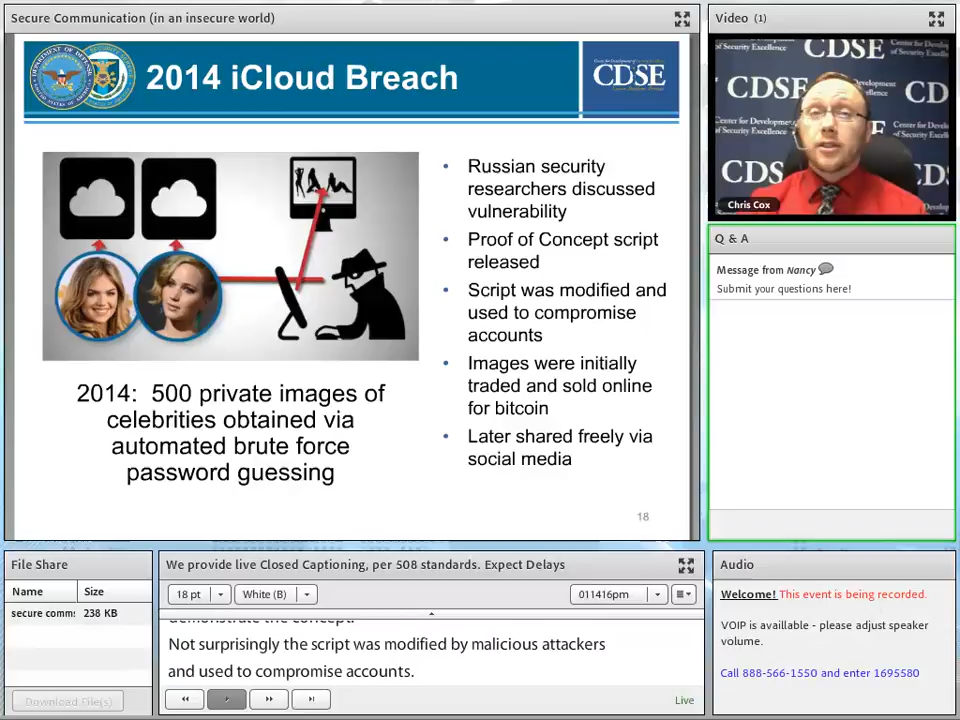 Secure Communication (in an insecure world)
2014 iCloud Breach
CDSE
Russian security
researchers discussed
vulnerability
Proof of Concept script
released
Script was modified and
used to compromise
accounts
Images were initially
traded and sold online
for bitcoin
Later shared freely via
social media
2014: 500 private images of
celebrities obtained via
automated brute force
password guessing
18
Video (1)
CDSE
Chris Cox
Q & A
Message from Nancy
Submit your questions here!
File Share
Name Size
secure comm: 238 KB
Download File(s)
We provide live Closed Captioning, per 508 standards. Expect Delays
18 pt White (B) 011416pm
demonstrate the concept.
Not surprisingly the script was modified by malicious attackers
and used to compromise accounts.
Live
Audio
Welcome! This event is being recorded.
VOIP is availlable - please adjust speaker
volume.
Call 888-566-1550 and enter 1695580